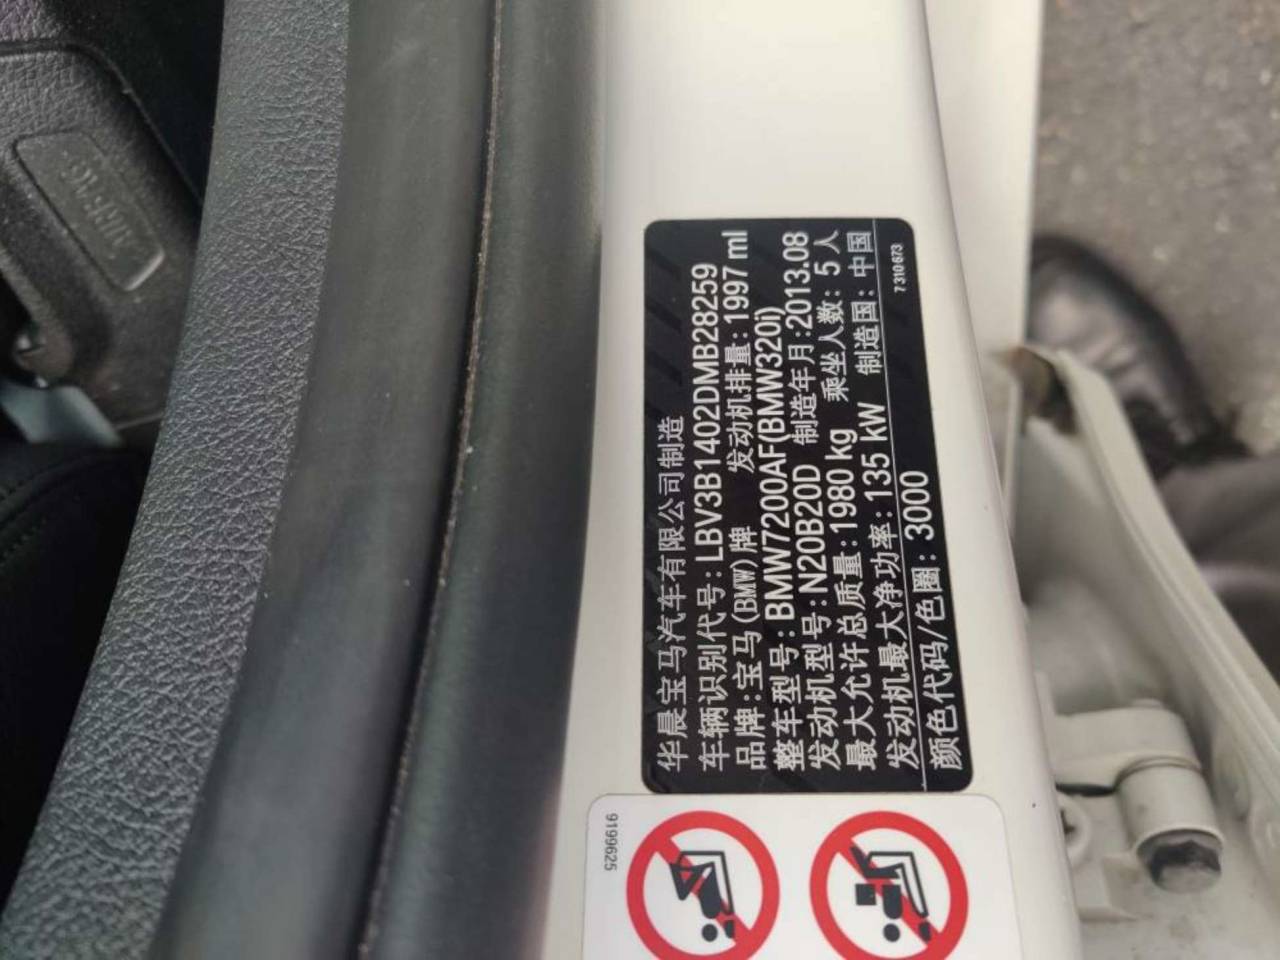 华晨宝马汽车有限公司制造
车辆识别代号:LBV3B1402DMB28259
品牌:宝马(BMW)牌 发动机排量:1997 ml
整车型号:BMW7200AF(BMW320i)
发动机型号:N20B20D 制造年月:2013.08
最大允许总质量:1980 kg 乘坐人数: 5 人
发动机最大净功率:135 kW 制造国: 中国
颜色代码/色圈: 3000
7310673
9199625